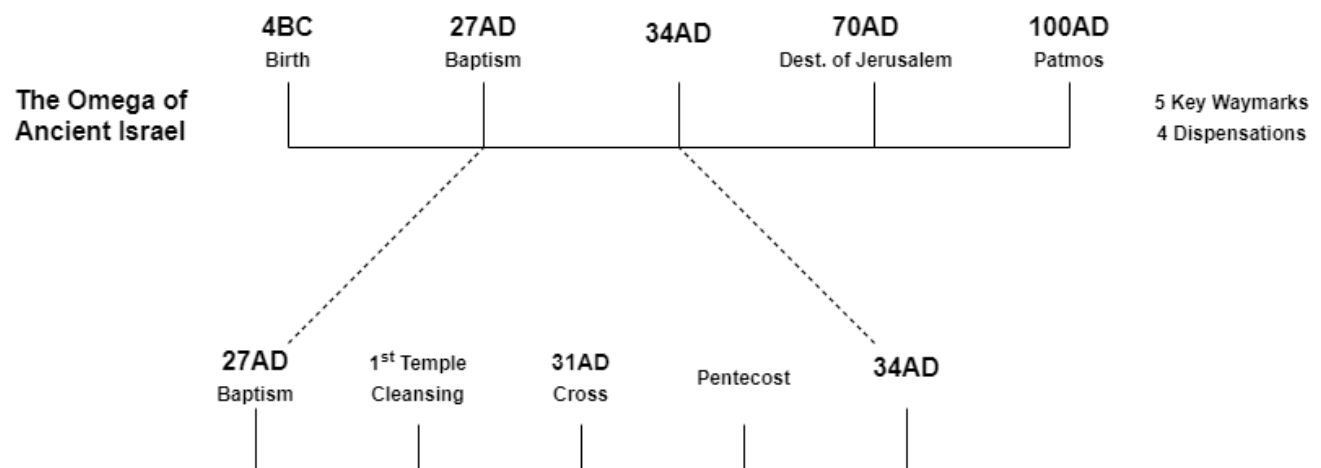 4BC
Birth
27AD
Baptism
34AD
70AD
Dest. of Jerusalem
100AD
Patmos
The Omega of
Ancient Israel
5 Key Waymarks
4 Dispensations
27AD
Baptism
1st Temple
Cleansing
31AD
Cross
Pentecost
34AD